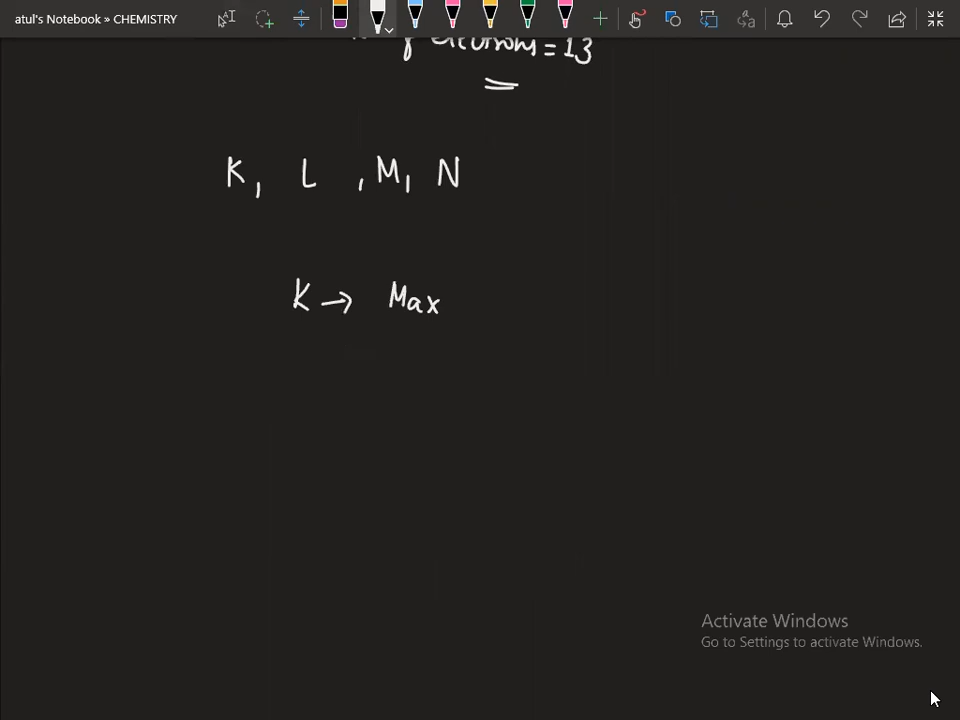 atul's Notebook » CHEMISTRY
electrons = 13
K, L , M, N
K → Max
Activate Windows
Go to Settings to activate Windows.